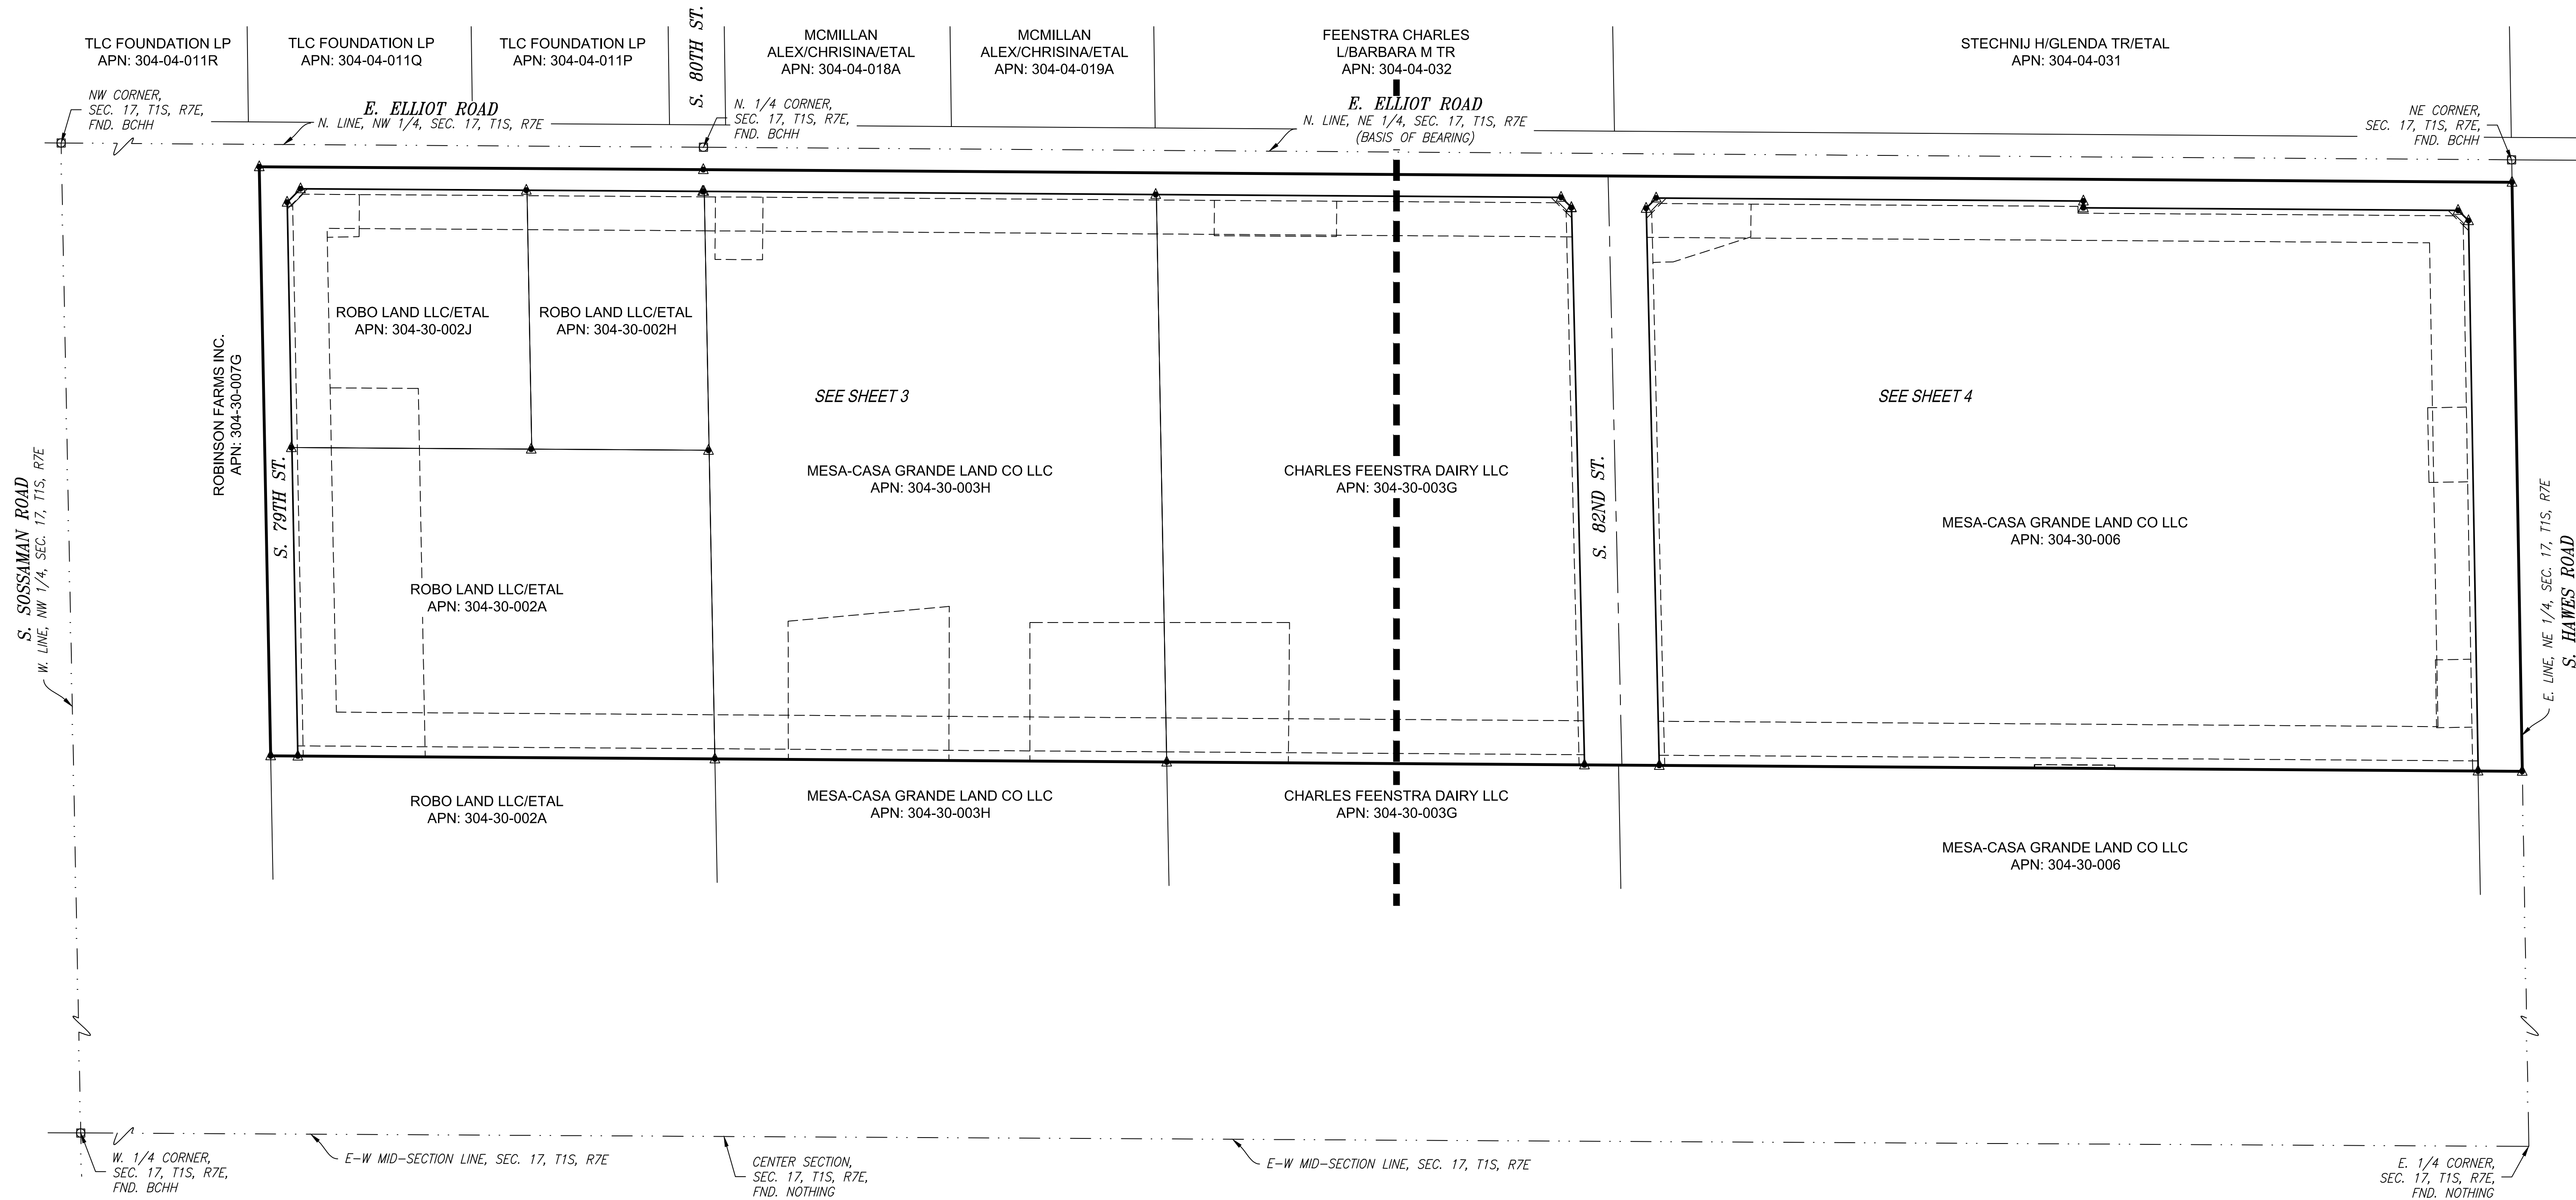 TLC FOUNDATION LP
APN: 304-04-011R
TLC FOUNDATION LP
APN: 304-04-011Q
TLC FOUNDATION LP
APN: 304-04-011P
S. 80TH ST.
MCMILLAN
ALEX/CHRISINA/ETAL
APN: 304-04-018A
MCMILLAN
ALEX/CHRISINA/ETAL
APN: 304-04-019A
FEENSTRA CHARLES
L/BARBARA M TR
APN: 304-04-032
STECHNIJ H/GLENDA TR/ETAL
APN: 304-04-031
NW CORNER,
SEC. 17, T1S, R7E,
FND. BCHH
E. ELLIOT ROAD
N. LINE, NW 1/4, SEC. 17, T1S, R7E
N. 1/4 CORNER,
SEC. 17, T1S, R7E,
FND. BCHH
E. ELLIOT ROAD
N. LINE, NE 1/4, SEC. 17, T1S, R7E
(BASIS OF BEARING)
NE CORNER,
SEC. 17, T1S, R7E,
FND. BCHH
S. SOSSAMAN ROAD
W. LINE, NW 1/4, SEC. 17, T1S, R7E
ROBINSON FARMS INC.
APN: 304-30-007G
S. 79TH ST.
ROBO LAND LLC/ETAL
APN: 304-30-002J
ROBO LAND LLC/ETAL
APN: 304-30-002H
SEE SHEET 3
SEE SHEET 4
MESA-CASA GRANDE LAND CO LLC
APN: 304-30-003H
CHARLES FEENSTRA DAIRY LLC
APN: 304-30-003G
S. 82ND ST.
MESA-CASA GRANDE LAND CO LLC
APN: 304-30-006
E. LINE, NE 1/4, SEC. 17, T1S, R7E
S. HAWES ROAD
ROBO LAND LLC/ETAL
APN: 304-30-002A
ROBO LAND LLC/ETAL
APN: 304-30-002A
MESA-CASA GRANDE LAND CO LLC
APN: 304-30-003H
CHARLES FEENSTRA DAIRY LLC
APN: 304-30-003G
MESA-CASA GRANDE LAND CO LLC
APN: 304-30-006
W. 1/4 CORNER,
SEC. 17, T1S, R7E,
FND. BCHH
E-W MID-SECTION LINE, SEC. 17, T1S, R7E
CENTER SECTION,
SEC. 17, T1S, R7E,
FND. NOTHING
E-W MID-SECTION LINE, SEC. 17, T1S, R7E
E. 1/4 CORNER,
SEC. 17, T1S, R7E,
FND. NOTHING